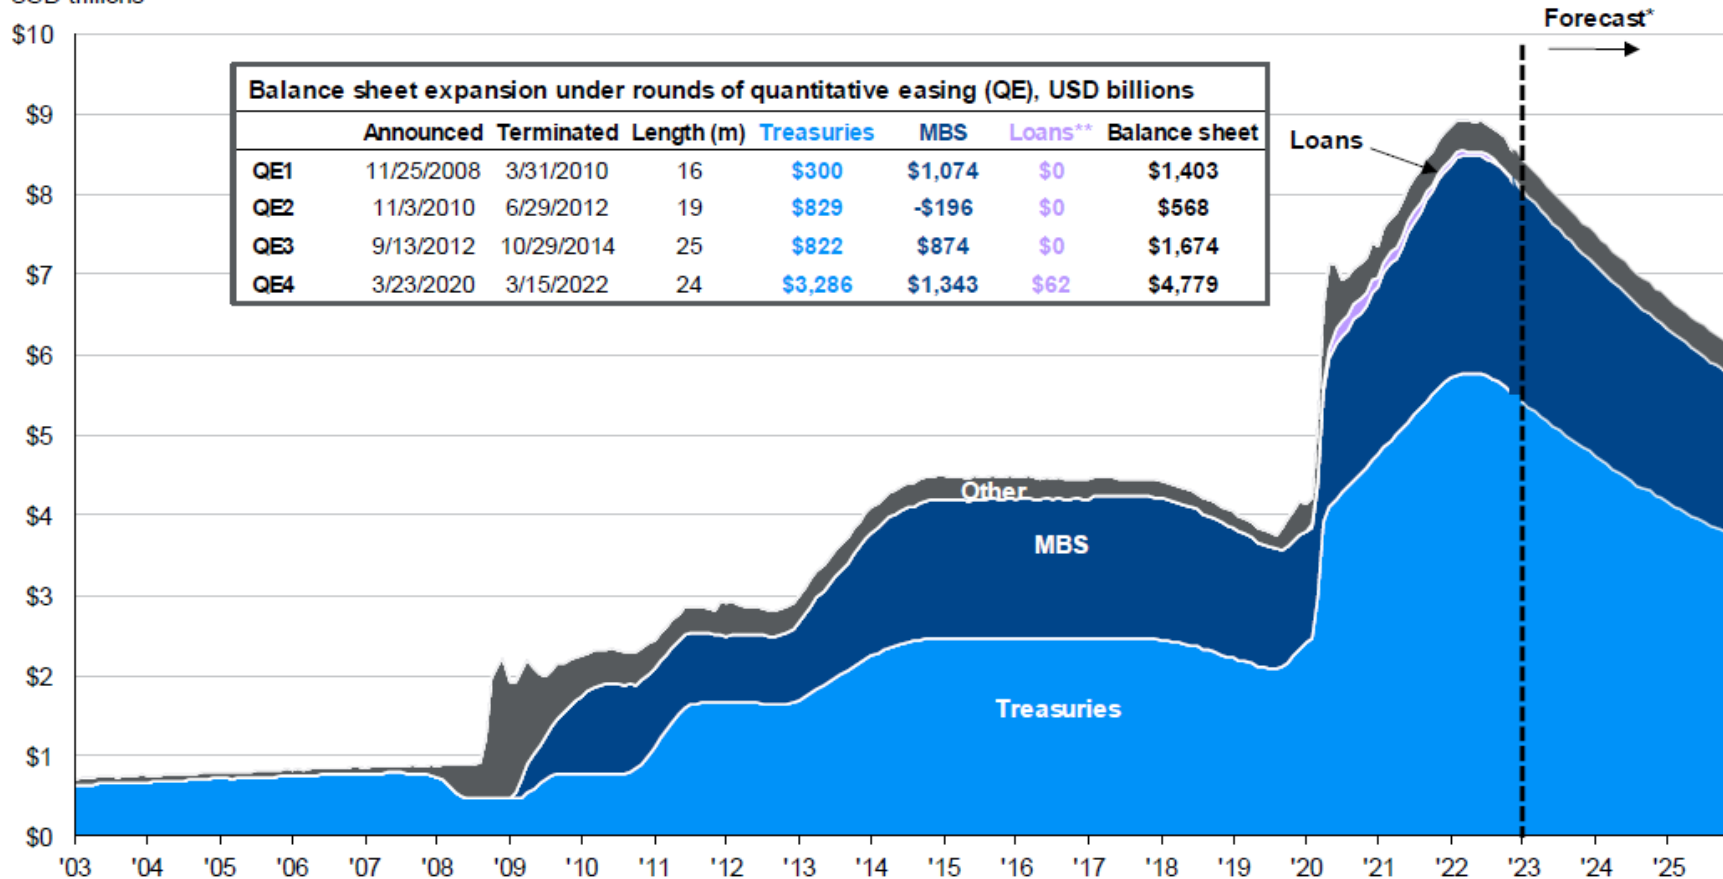 USD trillions
Forecast*
$10
$9
$8
$7
$6
$5
$4
$3
$2
$1
$0
Balance sheet expansion under rounds of quantitative easing (QE), USD billions
Announced Terminated Length (m) Treasuries MBS Loans** Balance sheet
QE1 11/25/2008 3/31/2010 16 $300 $1,074 $0 $1,403
QE2 11/3/2010 6/29/2012 19 $829 -$196 $0 $568
QE3 9/13/2012 10/29/2014 25 $822 $874 $0 $1,674
QE4 3/23/2020 3/15/2022 24 $3,286 $1,343 $62 $4,779
Loans
Other
MBS
Treasuries
'03 '04 '05 '06 '07 '08 '09 '10 '11 '12 '13 '14 '15 '16 '17 '18 '19 '20 '21 '22 '23 '24 '25